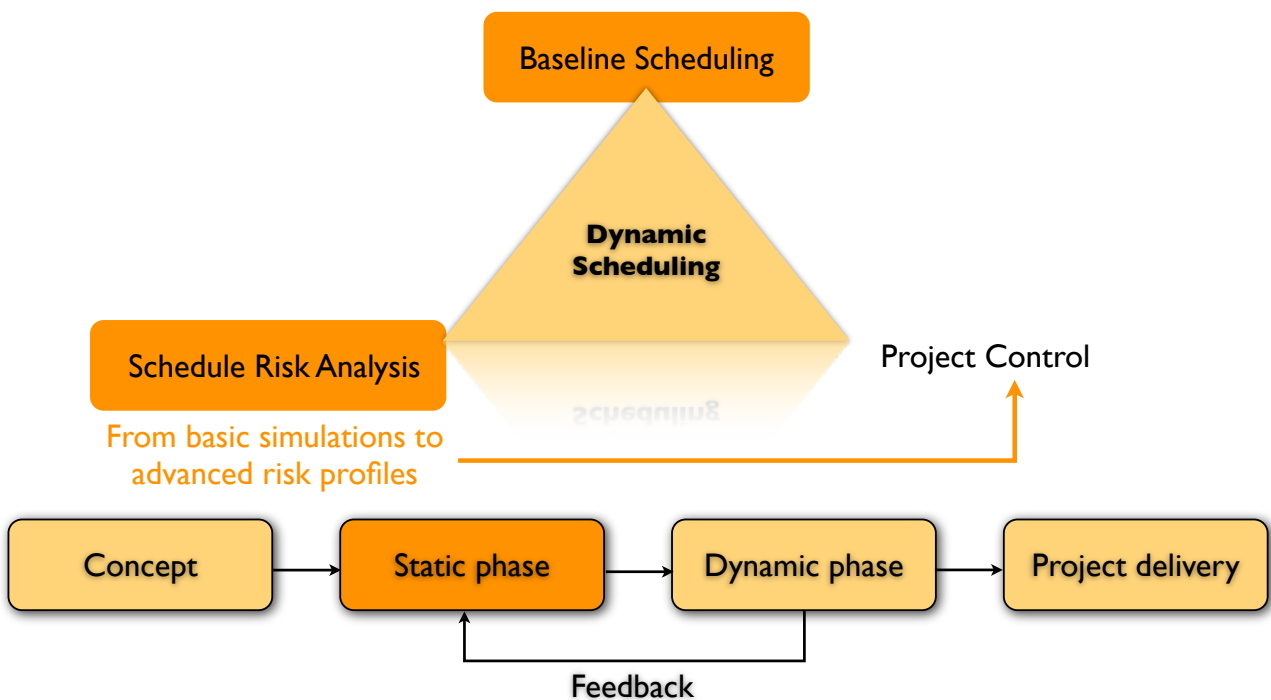 Baseline Scheduling
Dynamic
Scheduling
Schedule Risk Analysis
Project Control
Scheduling
From basic simulations to
advanced risk profiles
Concept
Static phase
Dynamic phase
Project delivery
Feedback